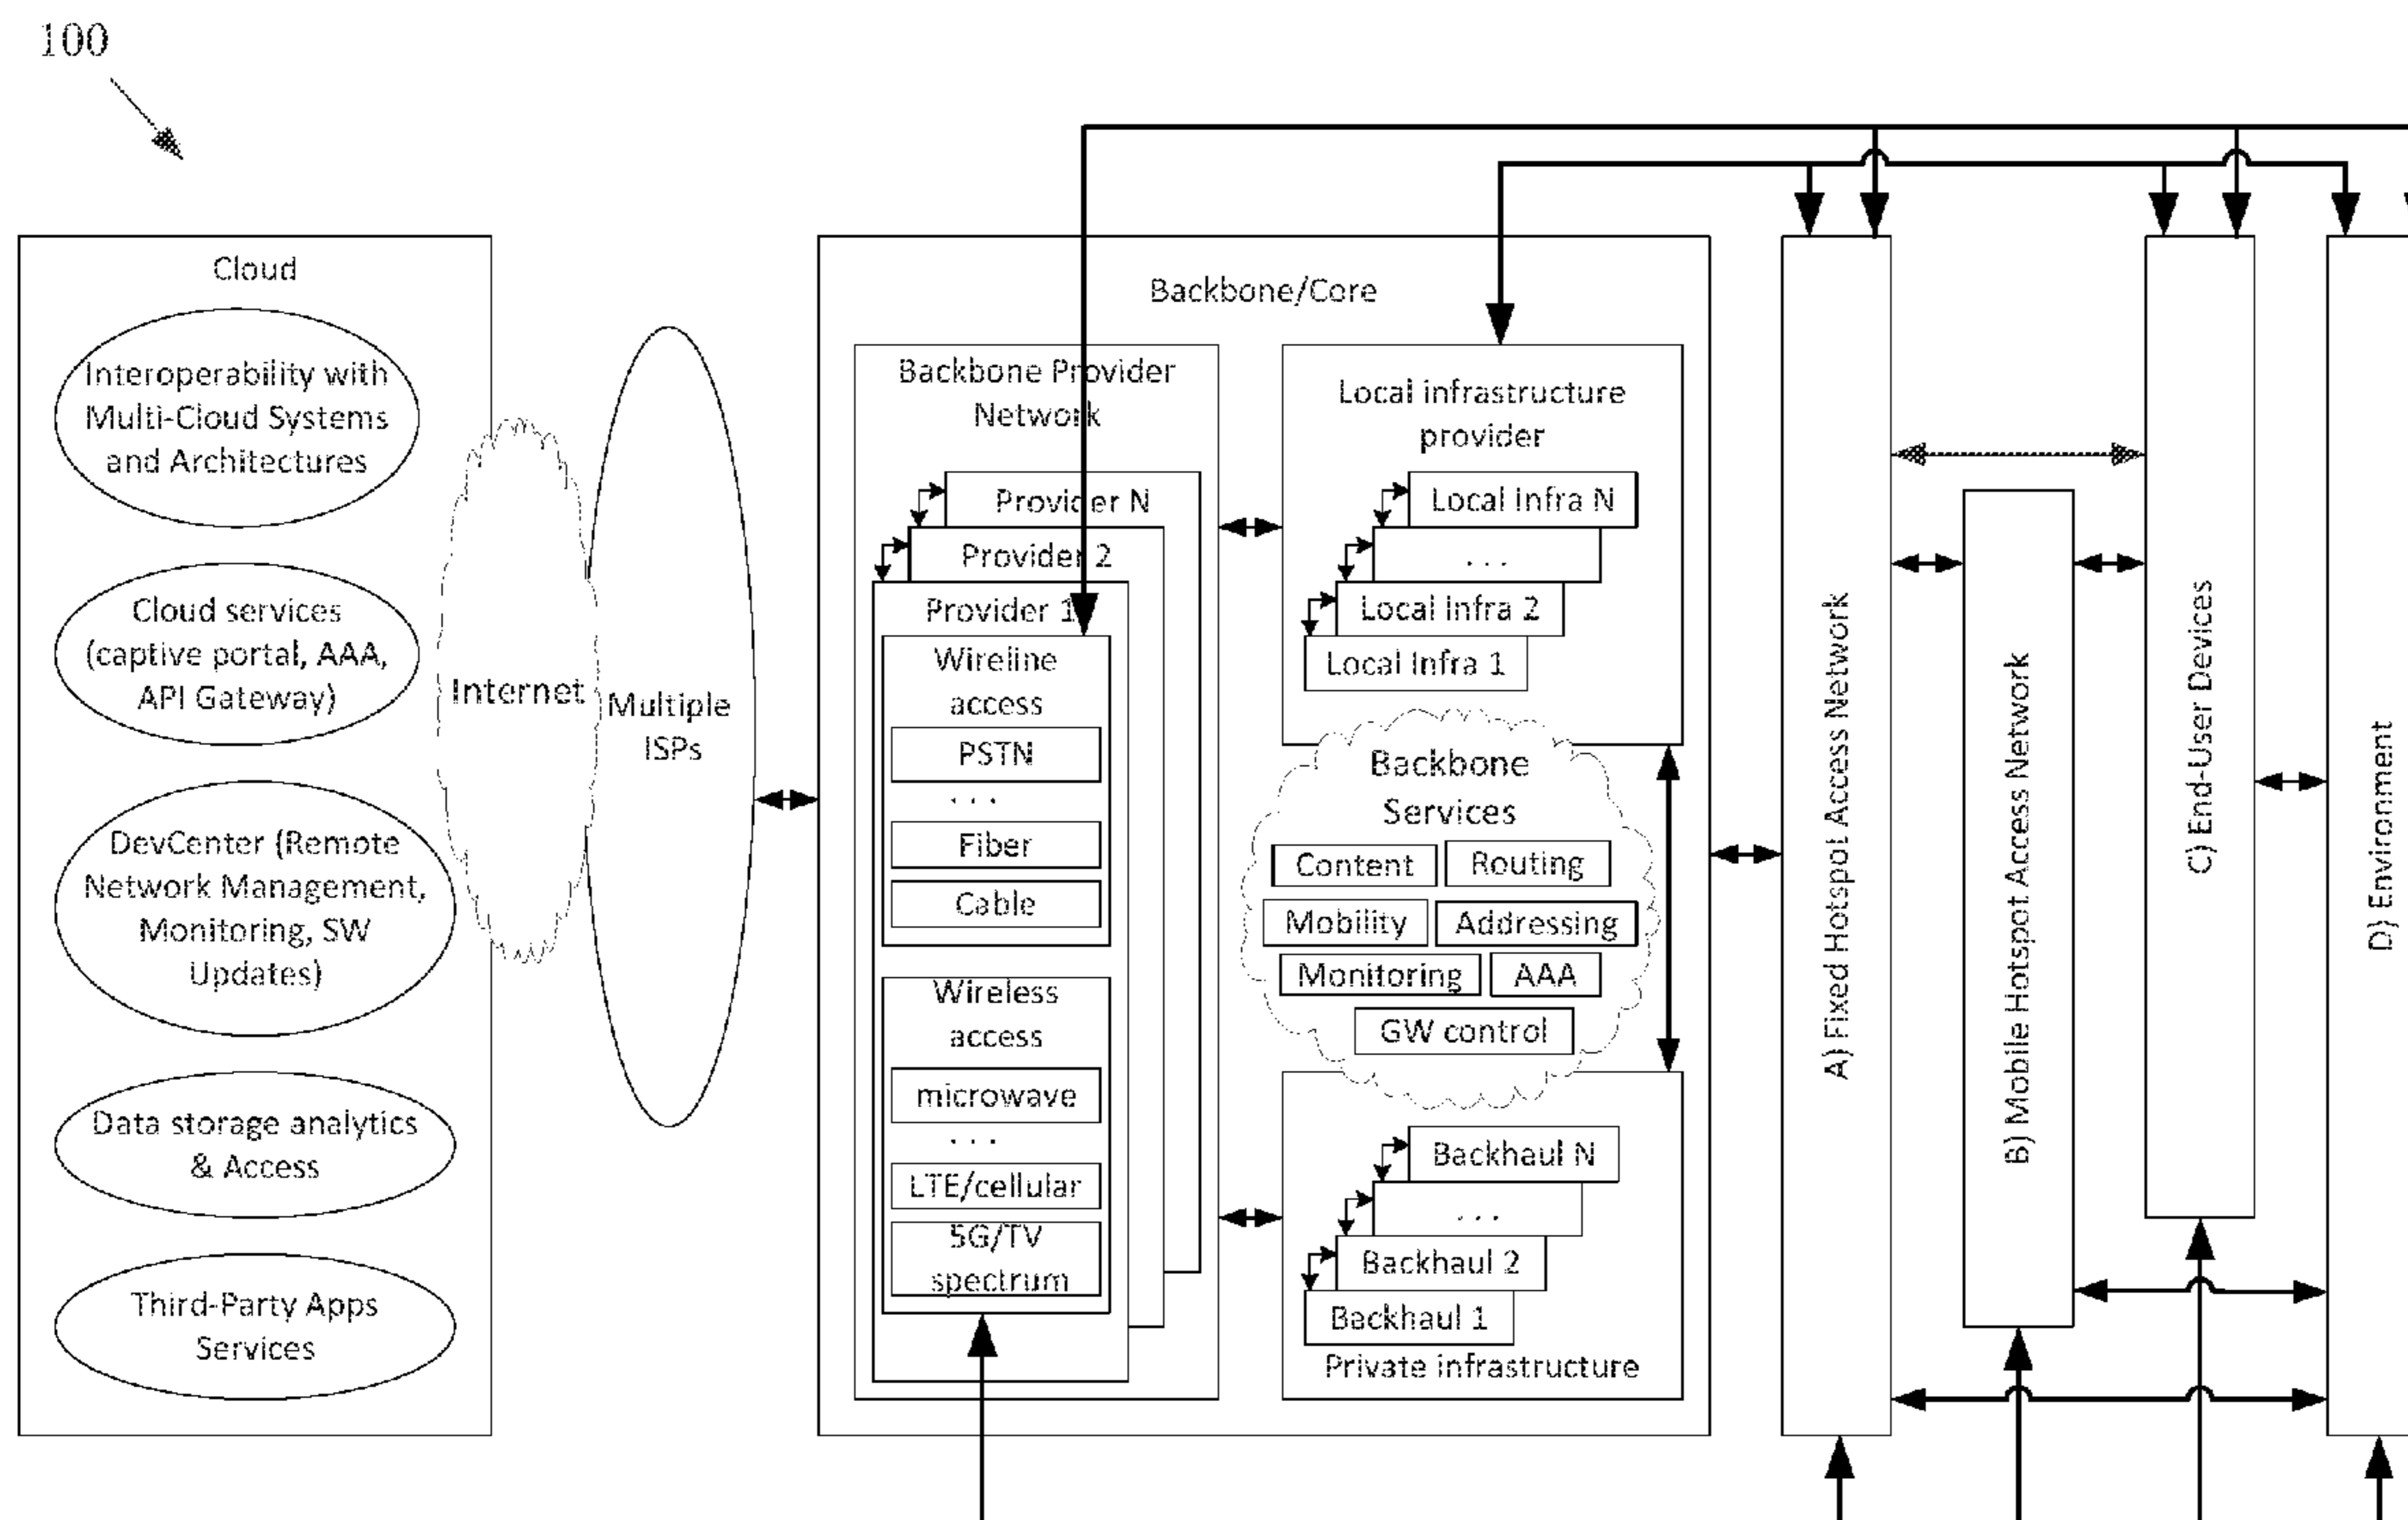 100
Cloud
Interoperability with
Multi-Cloud Systems
and Architectures
Cloud services
(captive portal, AAA,
API Gateway)
DevCenter (Remote
Network Management,
Monitoring, SW
Updates)
Data storage analytics
& Access
Third-Party Apps
Services
Internet
Multiple
ISPs
Backbone/Core
Backbone Provider
Network
Provider N
Provider 2
Provider 1
Wireline
access
PSTN
...
Fiber
Cable
Wireless
access
microwave
...
LTE/cellular
5G/TV
spectrum
Local infrastructure
provider
Local Infra N
...
Local Infra 2
Local Infra 1
Backbone
Services
Content
Routing
Mobility
Addressing
Monitoring
AAA
GW control
Backhaul N
...
Backhaul 2
Backhaul 1
Private infrastructure
A) Fixed Hotspot Access Network
B) Mobile Hotspot Access Network
C) End-User Devices
D) Environment